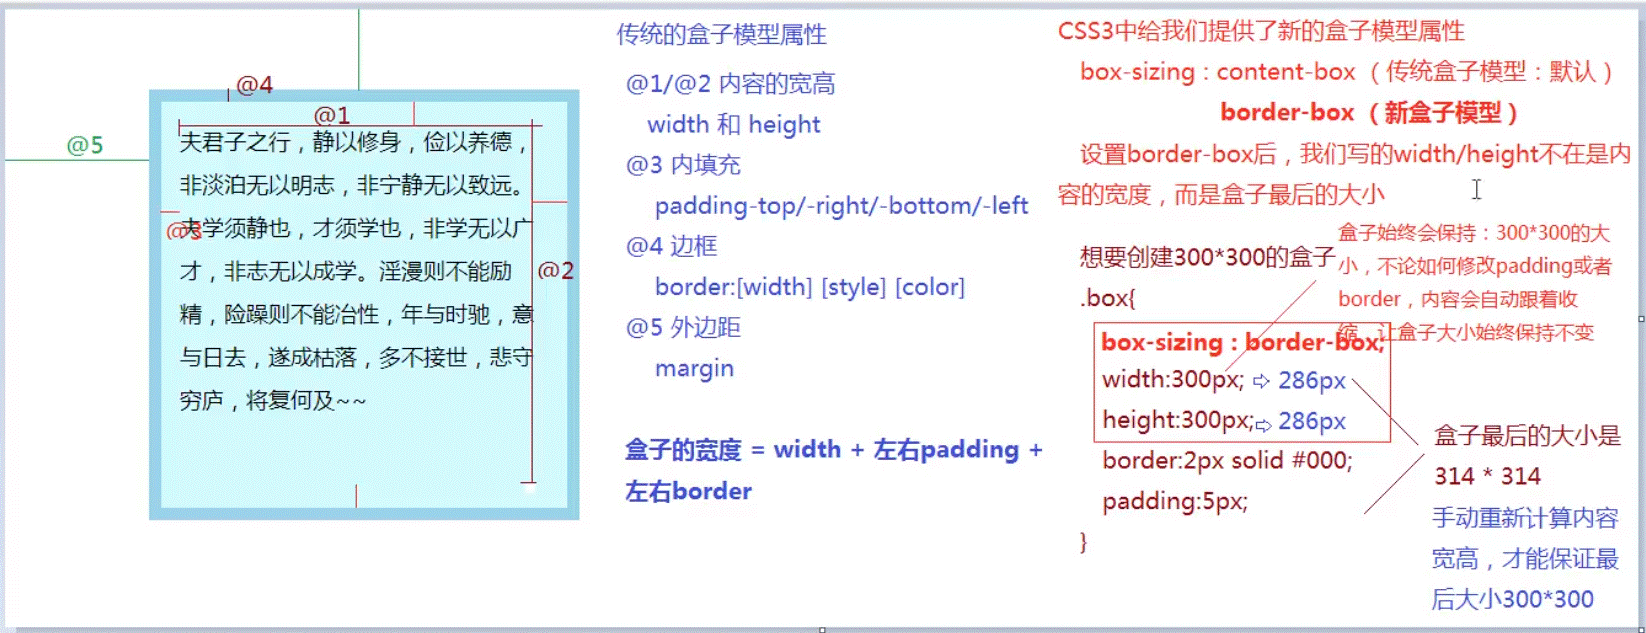 @4
@1
@5
夫君子之行，静以修身，俭以养德，
非淡泊无以明志，非宁静无以致远。
夫学须静也，才须学也，非学无以广
@3
才，非志无以成学。淫漫则不能励
@2
精，险躁则不能冶性，年与时驰，意
与日去，遂成枯落，多不接世，悲守
穷庐，将复何及~~
传统的盒子模型属性
@1/@2 内容的宽高
width 和 height
@3 内填充
padding-top/-right/-bottom/-left
@4 边框
border:[width] [style] [color]
@5 外边距
margin
盒子的宽度 = width + 左右padding +
左右border
CSS3中给我们提供了新的盒子模型属性
box-sizing : content-box （传统盒子模型：默认）
border-box （新盒子模型）
设置border-box后，我们写的width/height不在是内
容的宽度，而是盒子最后的大小
想要创建300*300的盒子
.box{
box-sizing : border-box;
width:300px; ⇨ 286px
height:300px;⇨ 286px
border:2px solid #000;
padding:5px;
}
盒子始终会保持：300*300的大
小，不论如何修改padding或者
border，内容会自动跟着收
缩，让盒子大小始终保持不变
盒子最后的大小是
314 * 314
手动重新计算内容
宽高，才能保证最
后大小300*300